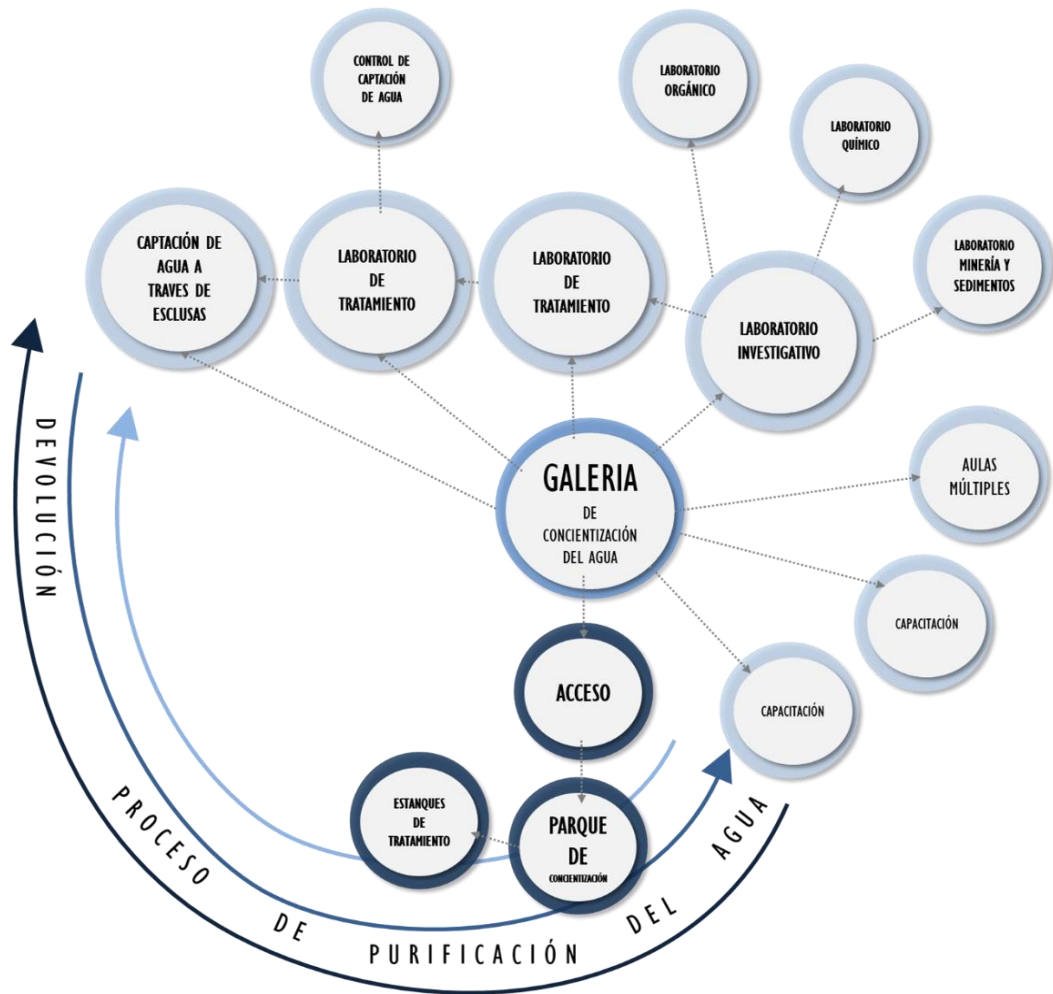 CONTROL DE
CAPTACIÓN
DE AGUA
LABORATORIO
ORGÁNICO
LABORATORIO
QUÍMICO
CAPTACIÓN DE
AGUA A
TRAVES DE
ESCLUSAS
LABORATORIO
DE
TRATAMIENTO
LABORATORIO
DE
TRATAMIENTO
LABORATORIO
INVESTIGATIVO
LABORATORIO
MINERÍA Y
SEDIMENTOS
GALERIA
DE
CONCIENTIZACIÓN
DEL AGUA
AULAS
MÚLTIPLES
CAPACITACIÓN
CAPACITACIÓN
ACCESO
ESTANQUES
DE
TRATAMIENTO
PARQUE
DE
CONCIENTIZACIÓN
DEVOLUCIÓN
PROCESO DE PURIFICACIÓN DEL AGUA